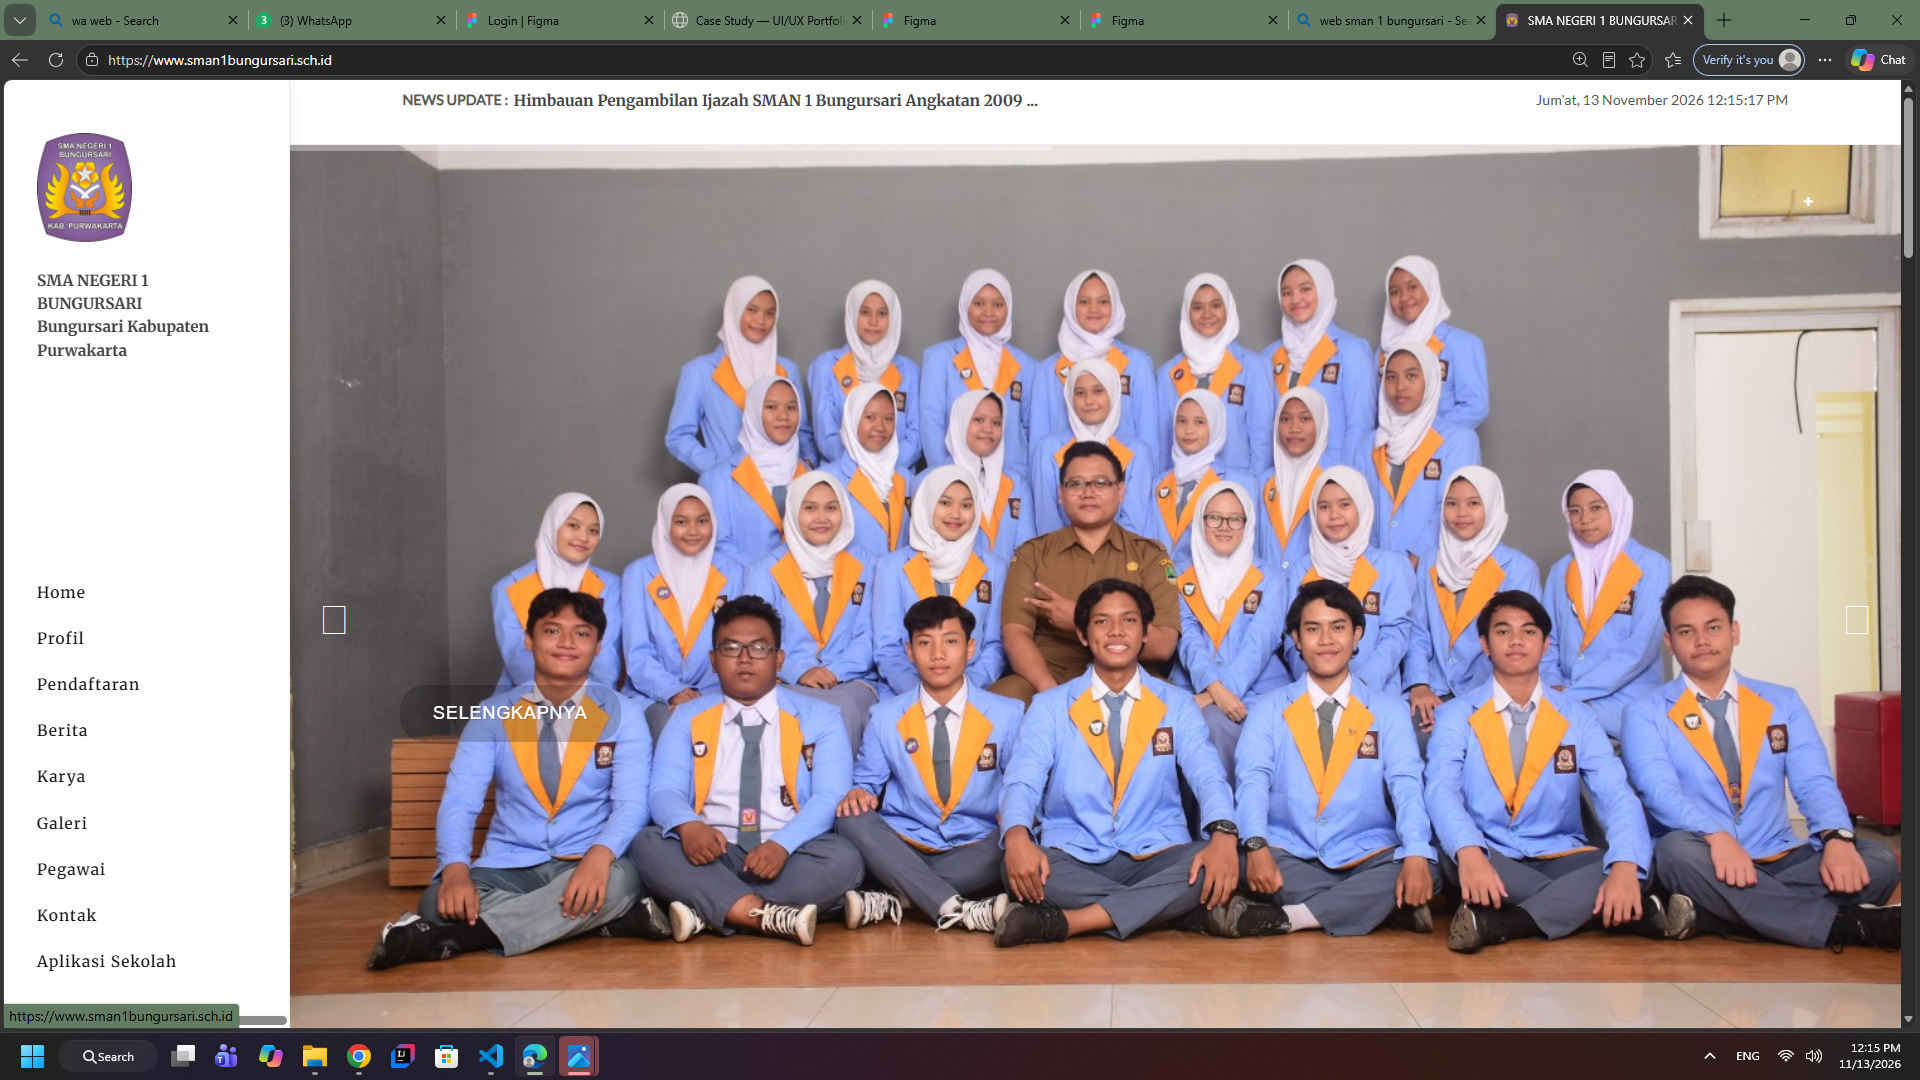 wa web - Search
3
(3) WhatsApp
Login | Figma
Case Study — UI/UX Portfoli
Figma
Figma
web sman 1 bungursari - Sea
SMA NEGERI 1 BUNGURSAR
https://www.sman1bungursari.sch.id
Verify it's you
Chat
NEWS UPDATE : Himbauan Pengambilan Ijazah SMAN 1 Bungursari Angkatan 2009 ...
Jum'at, 13 November 2026 12:15:17 PM
SMA NEGERI 1
BUNGURSARI
KAB. PURWAKARTA
SMA NEGERI 1
BUNGURSARI
Bungursari Kabupaten
Purwakarta
Home
Profil
Pendaftaran
Berita
Karya
Galeri
Pegawai
Kontak
Aplikasi Sekolah
SELENGKAPNYA
https://www.sman1bungursari.sch.id
Search
ENG
12:15 PM
11/13/2026